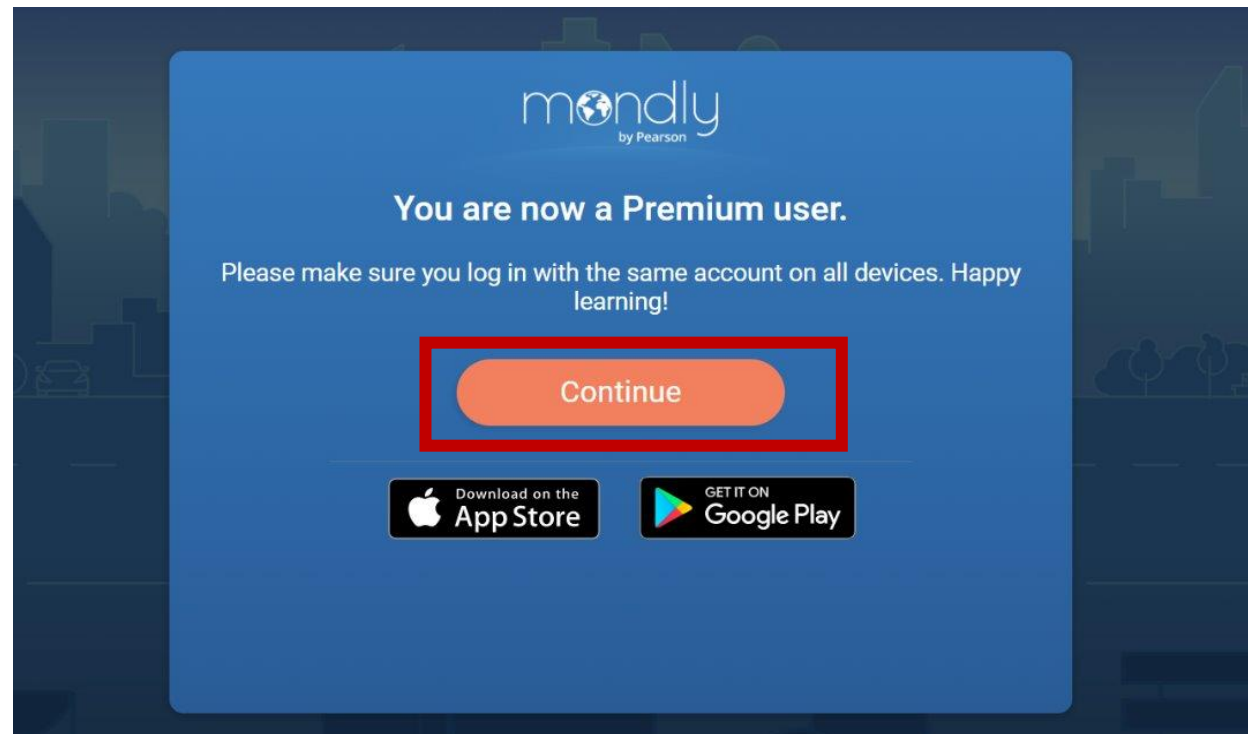 mondly
by Pearson
You are now a Premium user.
Please make sure you log in with the same account on all devices. Happy
learning!
Continue
Download on the
App Store
GET IT ON
Google Play